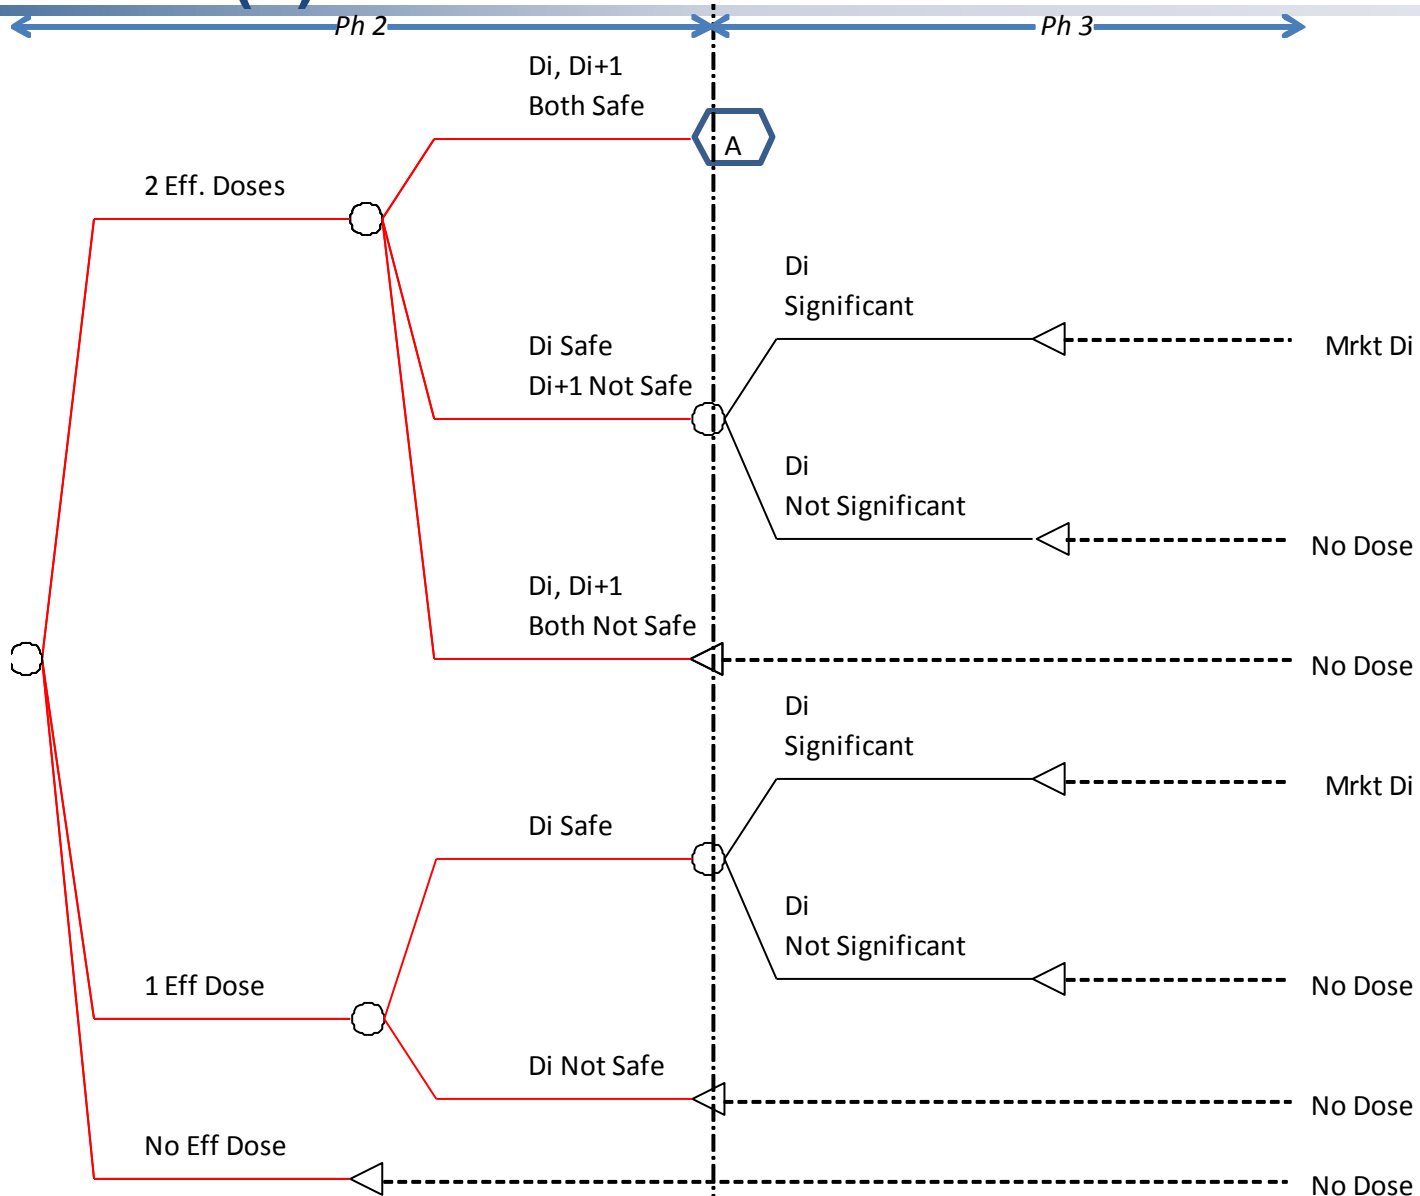 Ph 2
Ph 3
Di, Di+1
Both Safe
A
2 Eff. Doses
Di
Significant
Di Safe
Di+1 Not Safe
Mrkt Di
Di
Not Significant
No Dose
Di, Di+1
Both Not Safe
No Dose
Di
Significant
Mrkt Di
Di Safe
Di
Not Significant
1 Eff Dose
No Dose
Di Not Safe
No Dose
No Eff Dose
No Dose